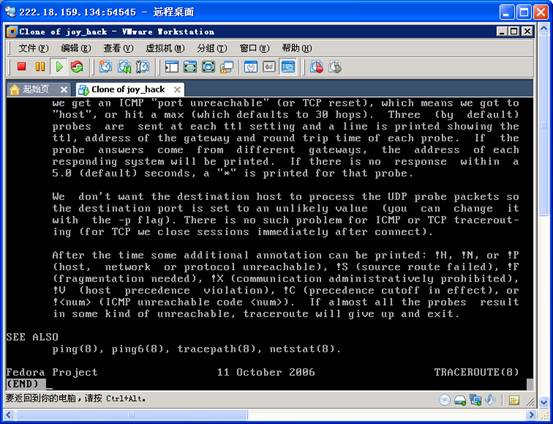 222.18.159.134:54545 - 远程桌面
Clone of joy_hack - VMware Workstation
文件(F) 编辑(E) 查看(V) 虚拟机(M) 分组(T) 窗口(W) 帮助(H)
起始页 Clone of joy_hack
we get an ICMP "port unreachable" (or TCP reset), which means we got to
"host", or hit a max (which defaults to 30 hops). Three (by default)
probes are sent at each ttl setting and a line is printed showing the
ttl, address of the gateway and round trip time of each probe. If the
probe answers come from different gateways, the address of each
responding system will be printed. If there is no response within a
5.0 (default) seconds, a "*" is printed for that probe.
We don't want the destination host to process the UDP probe packets so
the destination port is set to an unlikely value (you can change it
with the -p flag). There is no such problem for ICMP or TCP tracerout-
ing (for TCP we close sessions immediately after connect).
After the time some additional annotation can be printed: !H, !N, or !P
(host, network or protocol unreachable), !S (source route failed), !F
(fragmentation needed), !X (communication administratively prohibited),
!V (host precedence violation), !C (precedence cutoff in effect), or
!<num> (ICMP unreachable code <num>). If almost all the probes result
in some kind of unreachable, traceroute will give up and exit.
SEE ALSO
ping(8), ping6(8), tracepath(8), netstat(8).
Fedora Project 11 October 2006 TRACEROUTE(8)
(END)
要返回到你的电脑，请按 Ctrl+Alt。